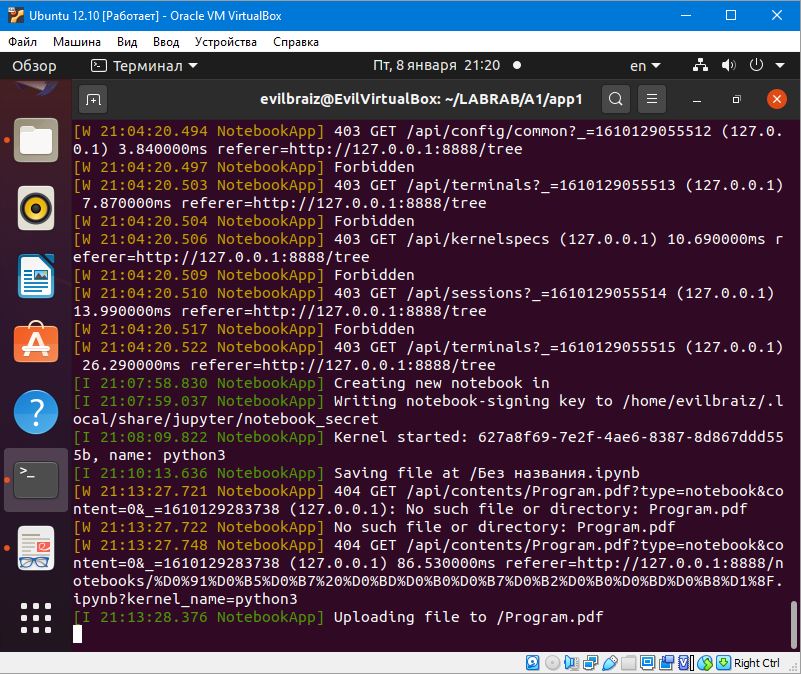 Ubuntu 12.10 [Работает] - Oracle VM VirtualBox
Файл Машина Вид Ввод Устройства Справка
Обзор Терминал Пт, 8 января 21:20 en
evilbraiz@EvilVirtualBox: ~/LABRAB/A1/app1
[W 21:04:20.494 NotebookApp] 403 GET /api/config/common?_=1610129055512 (127.0.
0.1) 3.840000ms referer=http://127.0.0.1:8888/tree
[W 21:04:20.497 NotebookApp] Forbidden
[W 21:04:20.503 NotebookApp] 403 GET /api/terminals?_=1610129055513 (127.0.0.1)
7.870000ms referer=http://127.0.0.1:8888/tree
[W 21:04:20.504 NotebookApp] Forbidden
[W 21:04:20.506 NotebookApp] 403 GET /api/kernelspecs (127.0.0.1) 10.690000ms r
eferer=http://127.0.0.1:8888/tree
[W 21:04:20.509 NotebookApp] Forbidden
[W 21:04:20.510 NotebookApp] 403 GET /api/sessions?_=1610129055514 (127.0.0.1)
13.990000ms referer=http://127.0.0.1:8888/tree
[W 21:04:20.517 NotebookApp] Forbidden
[W 21:04:20.522 NotebookApp] 403 GET /api/terminals?_=1610129055515 (127.0.0.1)
26.290000ms referer=http://127.0.0.1:8888/tree
[I 21:07:58.830 NotebookApp] Creating new notebook in
[I 21:07:59.037 NotebookApp] Writing notebook-signing key to /home/evilbraiz/.l
ocal/share/jupyter/notebook_secret
[I 21:08:09.822 NotebookApp] Kernel started: 627a8f69-7e2f-4ae6-8387-8d867ddd55
5b, name: python3
[I 21:10:13.636 NotebookApp] Saving file at /Без названия.ipynb
[W 21:13:27.721 NotebookApp] 404 GET /api/contents/Program.pdf?type=notebook&co
ntent=0&_=1610129283738 (127.0.0.1): No such file or directory: Program.pdf
[W 21:13:27.722 NotebookApp] No such file or directory: Program.pdf
[W 21:13:27.748 NotebookApp] 404 GET /api/contents/Program.pdf?type=notebook&co
ntent=0&_=1610129283738 (127.0.0.1) 86.530000ms referer=http://127.0.0.1:8888/n
otebooks/%D0%91%D0%B5%D0%B7%20%D0%BD%D0%B0%D0%B7%D0%B2%D0%B0%D0%BD%D0%B8%D1%8F.
ipynb?kernel_name=python3
[I 21:13:28.376 NotebookApp] Uploading file to /Program.pdf
Right Ctrl